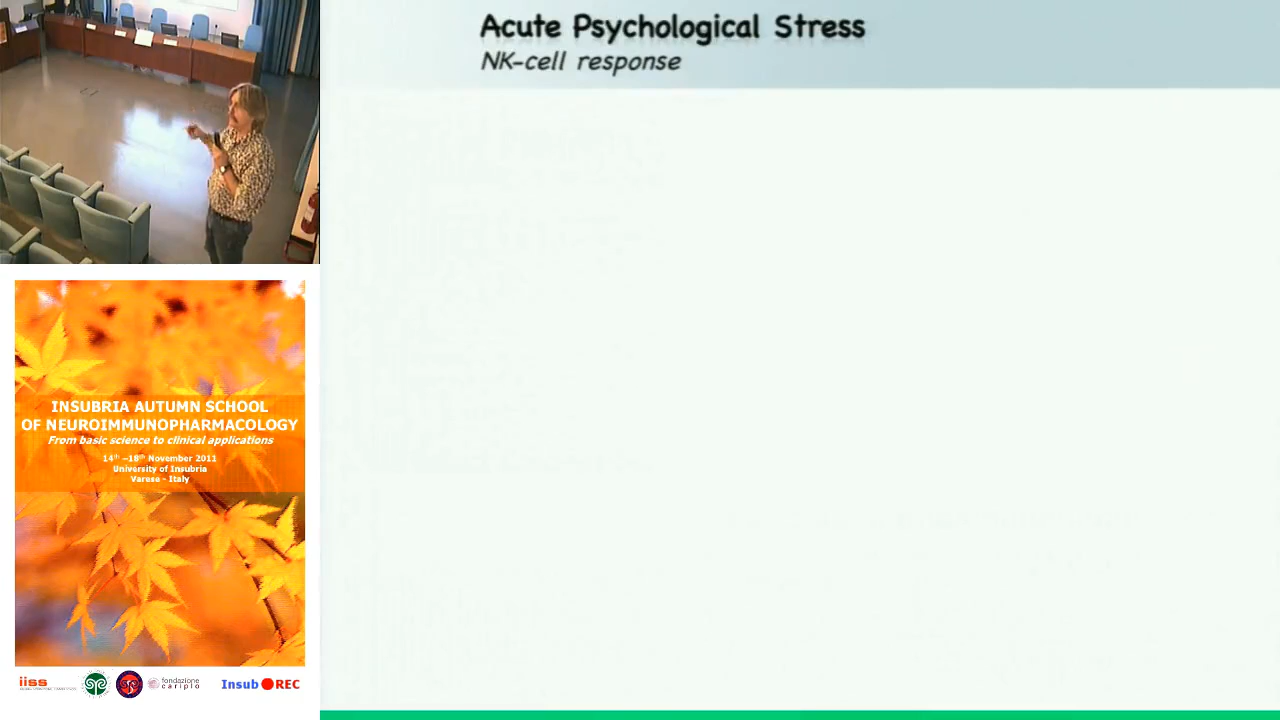 Acute Psychological Stress
NK-cell response
INSUBRIA AUTUMN SCHOOL
OF NEUROIMMUNOPHARMACOLOGY
From basic science to clinical applications
14th –18th November 2011
University of Insubria
Varese - Italy
iiss
fondazione
cariplo
Insub REC